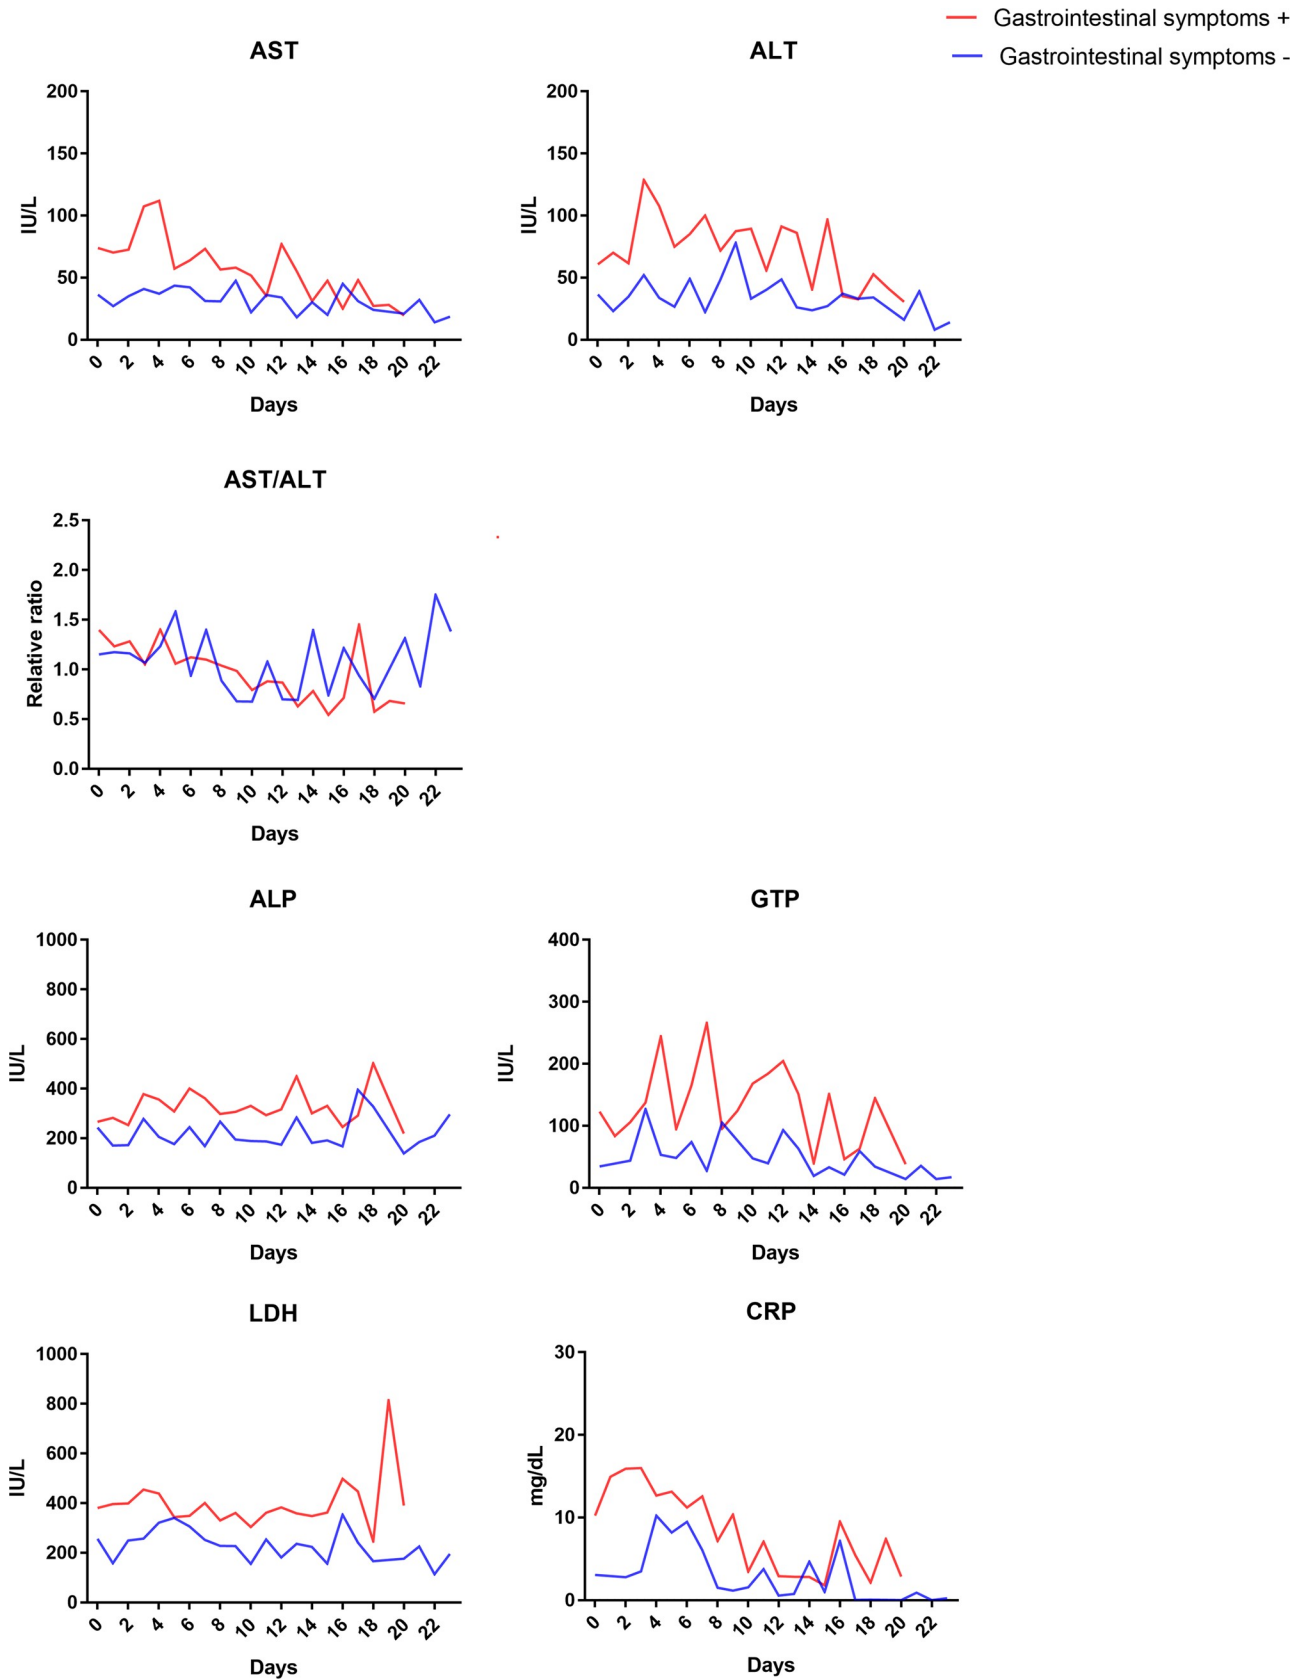 Gastrointestinal symptoms +
Gastrointestinal symptoms -
AST
200
150
100
50
0
IU/L
0 2 4 6 8 10 12 14 16 18 20 22
Days
ALT
200
150
100
50
0
IU/L
0 2 4 6 8 10 12 14 16 18 20 22
Days
AST/ALT
2.5
2.0
1.5
1.0
0.5
0.0
Relative ratio
0 2 4 6 8 10 12 14 16 18 20 22
Days
ALP
1000
800
600
400
200
0
IU/L
0 2 4 6 8 10 12 14 16 18 20 22
Days
GTP
400
300
200
100
0
IU/L
0 2 4 6 8 10 12 14 16 18 20 22
Days
LDH
1000
800
600
400
200
0
IU/L
0 2 4 6 8 10 12 14 16 18 20 22
Days
CRP
30
20
10
0
mg/dL
0 2 4 6 8 10 12 14 16 18 20 22
Days